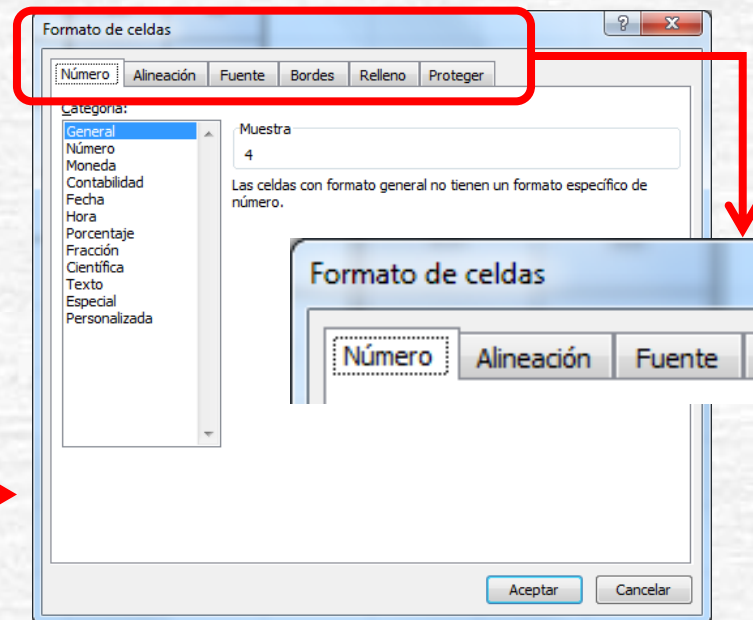 Formato de celdas
Número Alineación Fuente Bordes Relleno Proteger
Categoría:
General
Número
Moneda
Contabilidad
Fecha
Hora
Porcentaje
Fracción
Científica
Texto
Especial
Personalizada
Muestra
4
Las celdas con formato general no tienen un formato específico de
número.
Formato de celdas
Número Alineación Fuente
Aceptar Cancelar